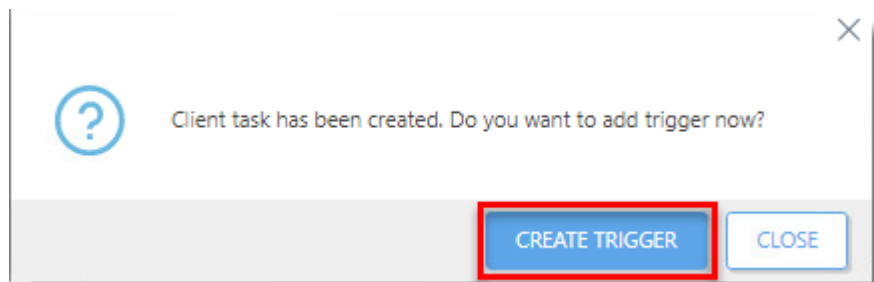 Client task has been created. Do you want to add trigger now?
CREATE TRIGGER
CLOSE